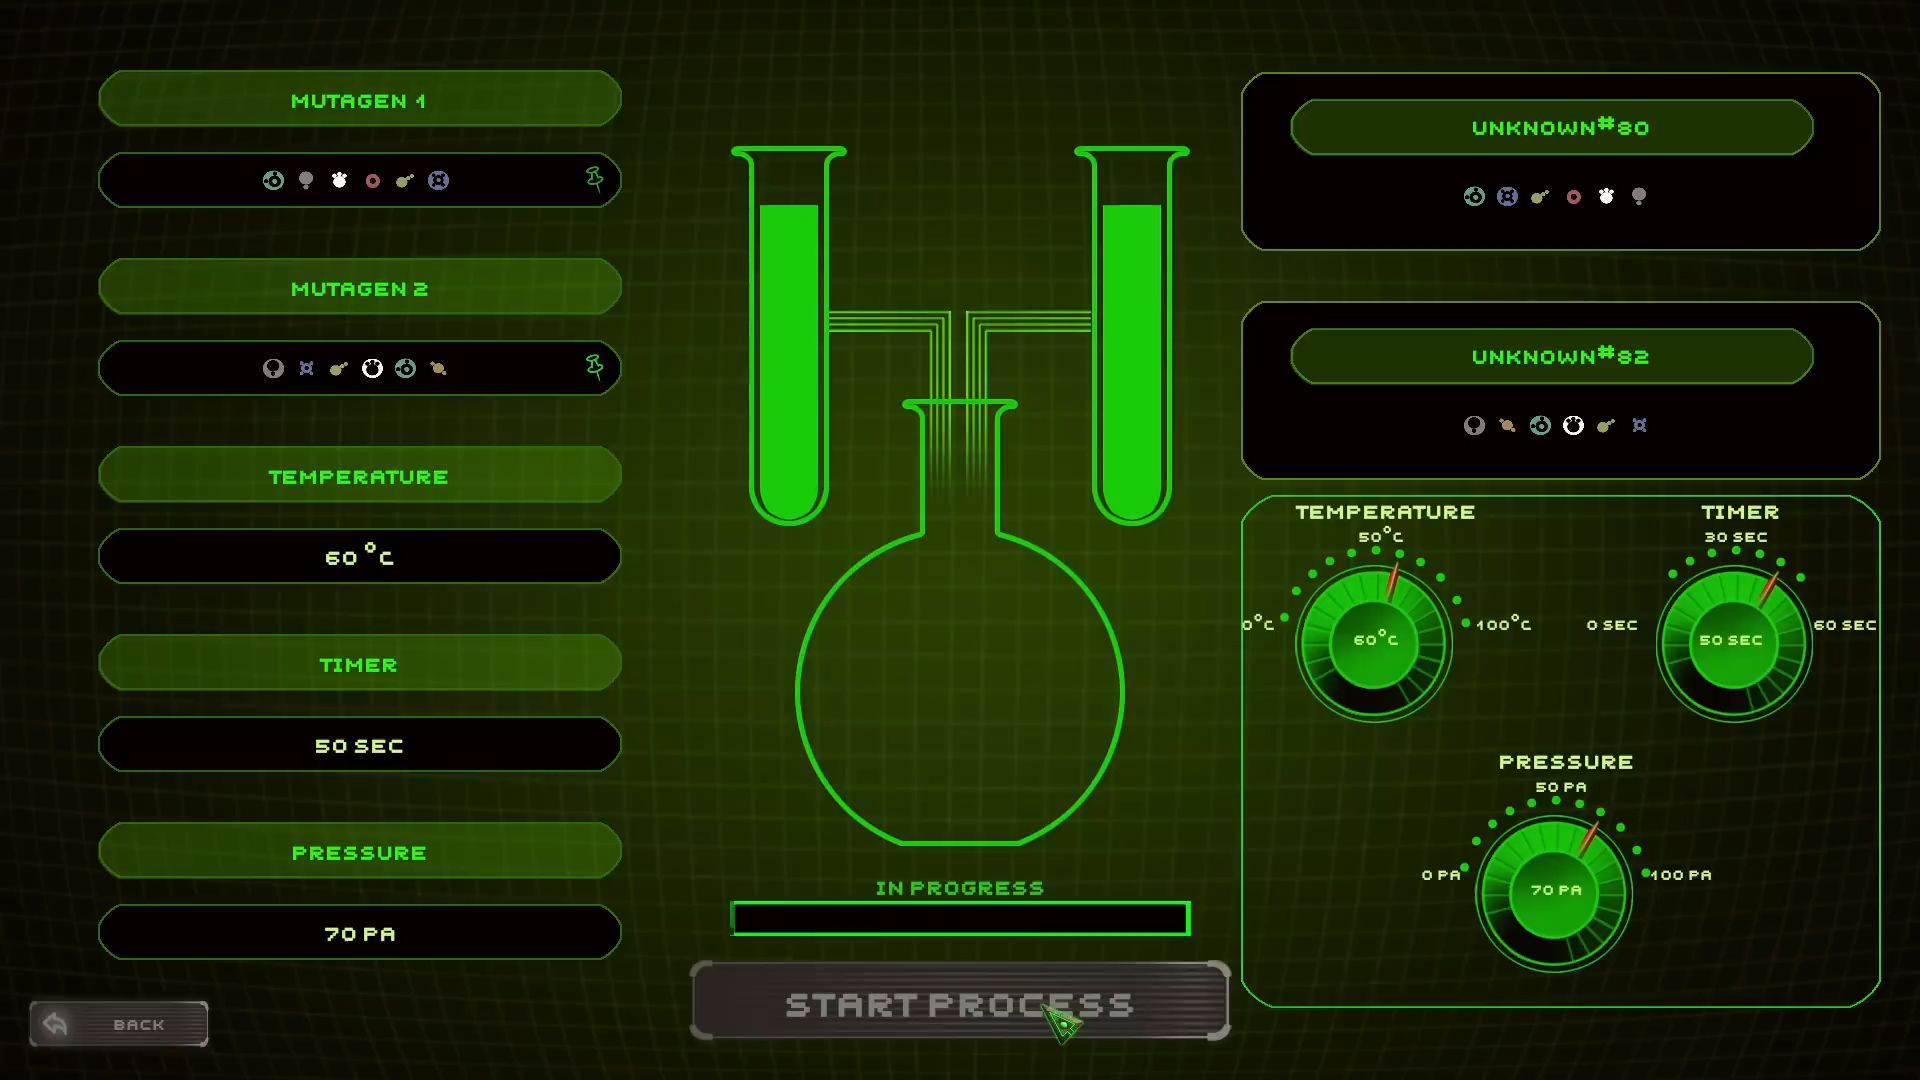 MUTAGEN 1
MUTAGEN 2
TEMPERATURE
60°C
TIMER
50 SEC
PRESSURE
70 PA
BACK
IN PROGRESS
START PROCESS
UNKNOWN#80
UNKNOWN#82
TEMPERATURE
50°C
0°C
100°C
60°C
TIMER
30 SEC
0 SEC
60 SEC
50 SEC
PRESSURE
50 PA
0 PA
100 PA
70 PA